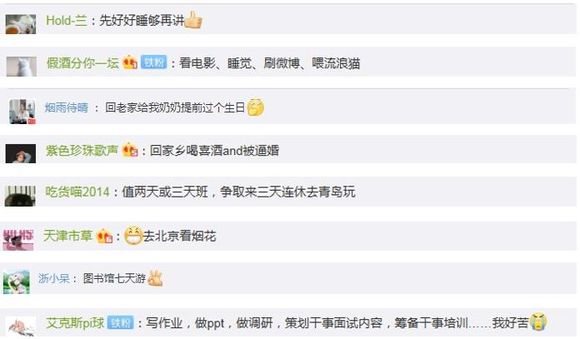 Hold-兰：先好好睡够再讲
假酒分你一坛 铁粉：看电影、睡觉、刷微博、喂流浪猫
烟雨待晴：回老家给我奶奶提前过个生日
紫色珍珠歌声：回家乡喝喜酒and被逼婚
吃货喵2014：值两天或三天班，争取来三天连休去青岛玩
天津市草：去北京看烟花
浙小呆：图书馆七天游
艾克斯pi球 铁粉：写作业，做ppt，做调研，策划干事面试内容，筹备干事培训……我好苦